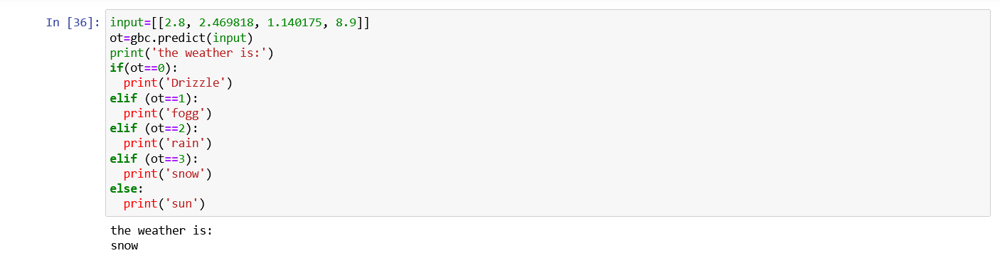 In [36]: input=[[2.8, 2.469818, 1.140175, 8.9]]
ot=gbc.predict(input)
print('the weather is:')
if(ot==0):
  print('Drizzle')
elif (ot==1):
  print('fogg')
elif (ot==2):
  print('rain')
elif (ot==3):
  print('snow')
else:
  print('sun')
the weather is:
snow